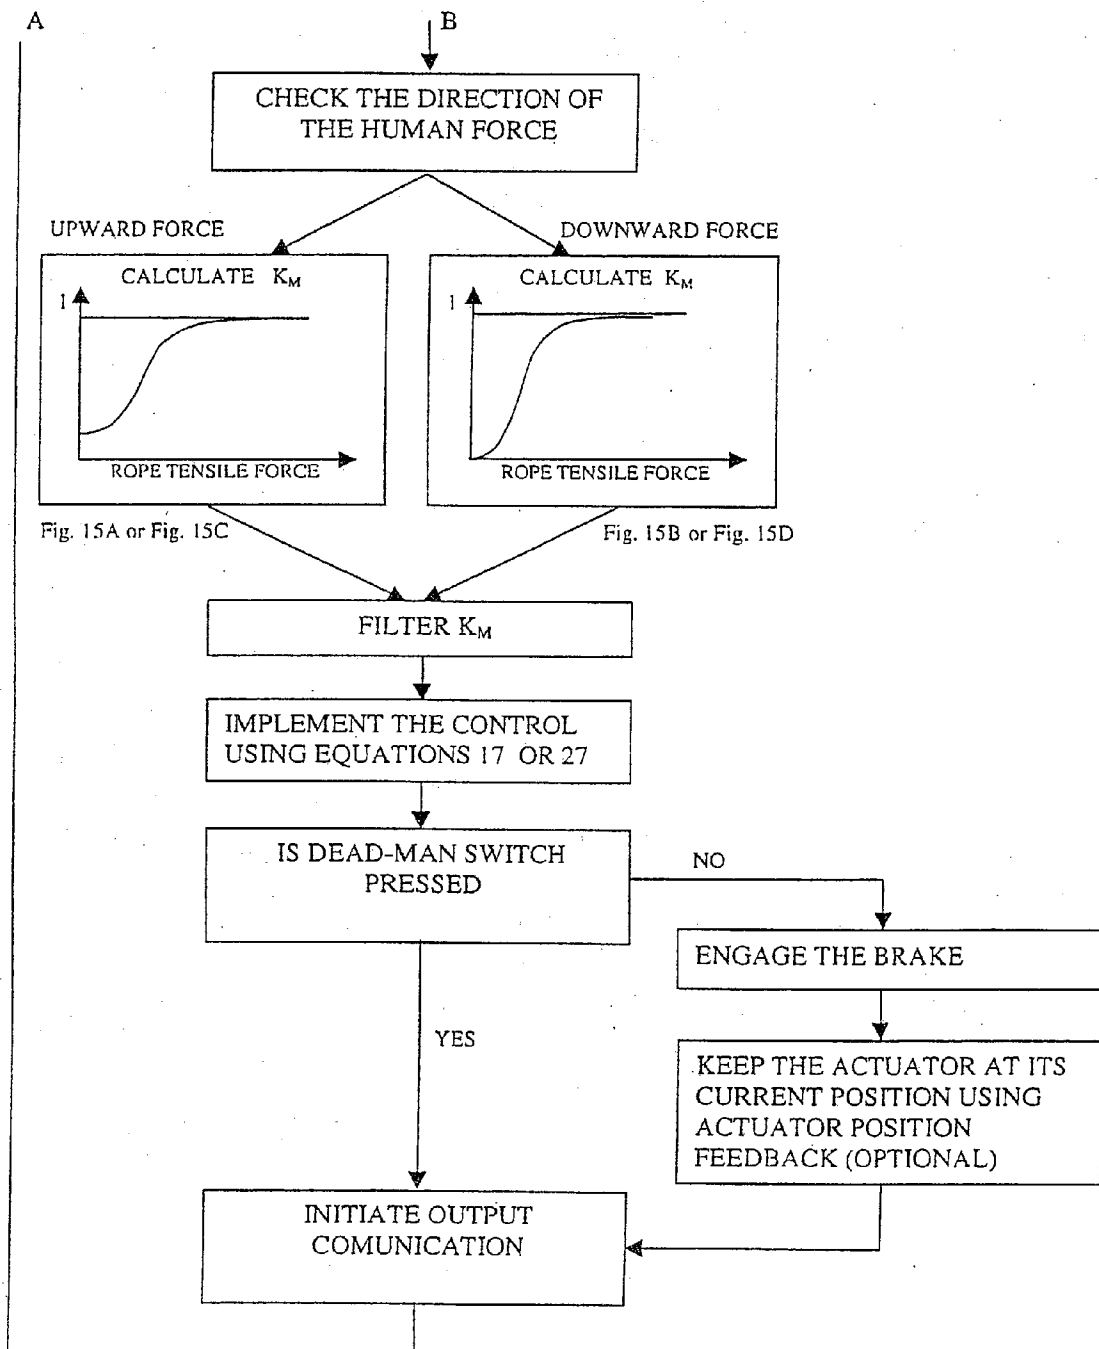 A
B
CHECK THE DIRECTION OF
THE HUMAN FORCE
UPWARD FORCE
DOWNWARD FORCE
CALCULATE KM
1
ROPE TENSILE FORCE
CALCULATE KM
1
ROPE TENSILE FORCE
Fig. 15A or Fig. 15C
Fig. 15B or Fig. 15D
FILTER KM
IMPLEMENT THE CONTROL
USING EQUATIONS 17 OR 27
IS DEAD-MAN SWITCH
PRESSED
NO
ENGAGE THE BRAKE
YES
KEEP THE ACTUATOR AT ITS
CURRENT POSITION USING
ACTUATOR POSITION
FEEDBACK (OPTIONAL)
INITIATE OUTPUT
COMUNICATION